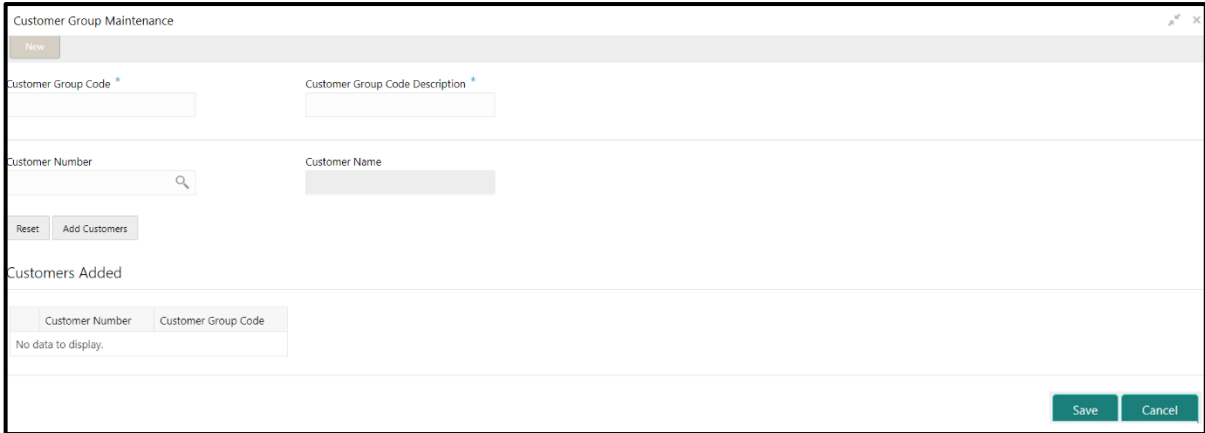 Customer Group Maintenance
New
Customer Group Code * Customer Group Code Description *
Customer Number Customer Name
Reset Add Customers
Customers Added
Customer Number Customer Group Code
No data to display.
Save Cancel